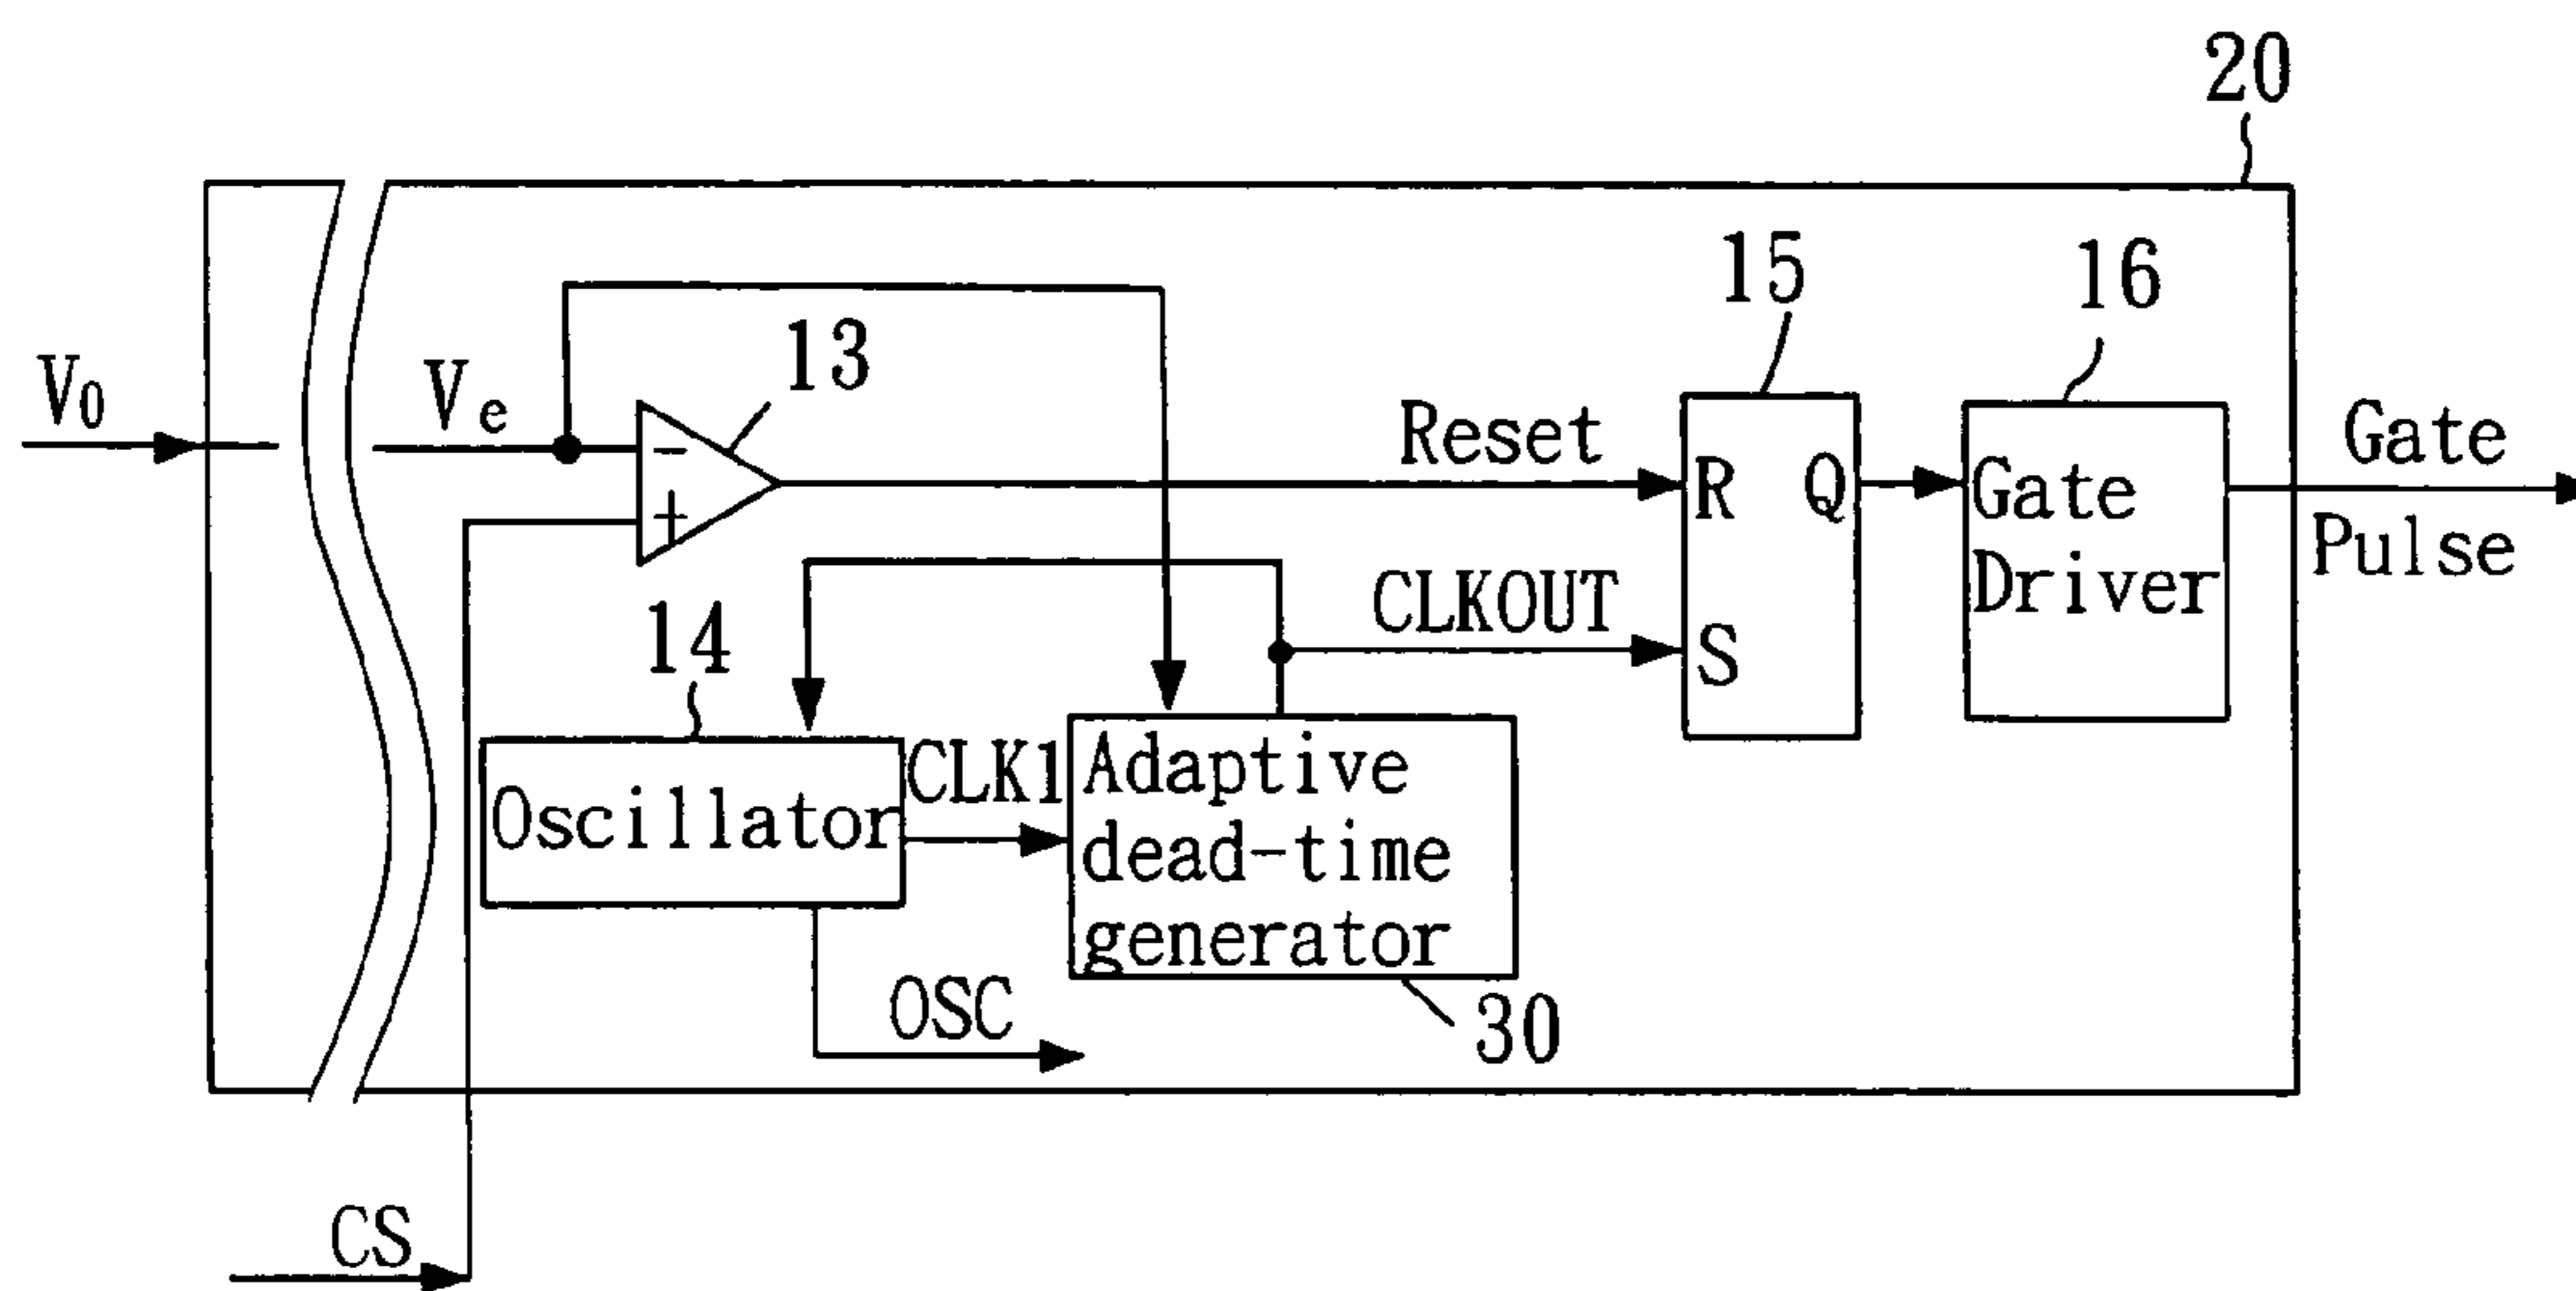 20
15
16
13
V0
Ve
-
+
Reset
R
Q
S
Gate
Driver
Gate
Pulse
CLKOUT
14
Oscillator
CLK1
Adaptive
dead-time
generator
30
OSC
CS